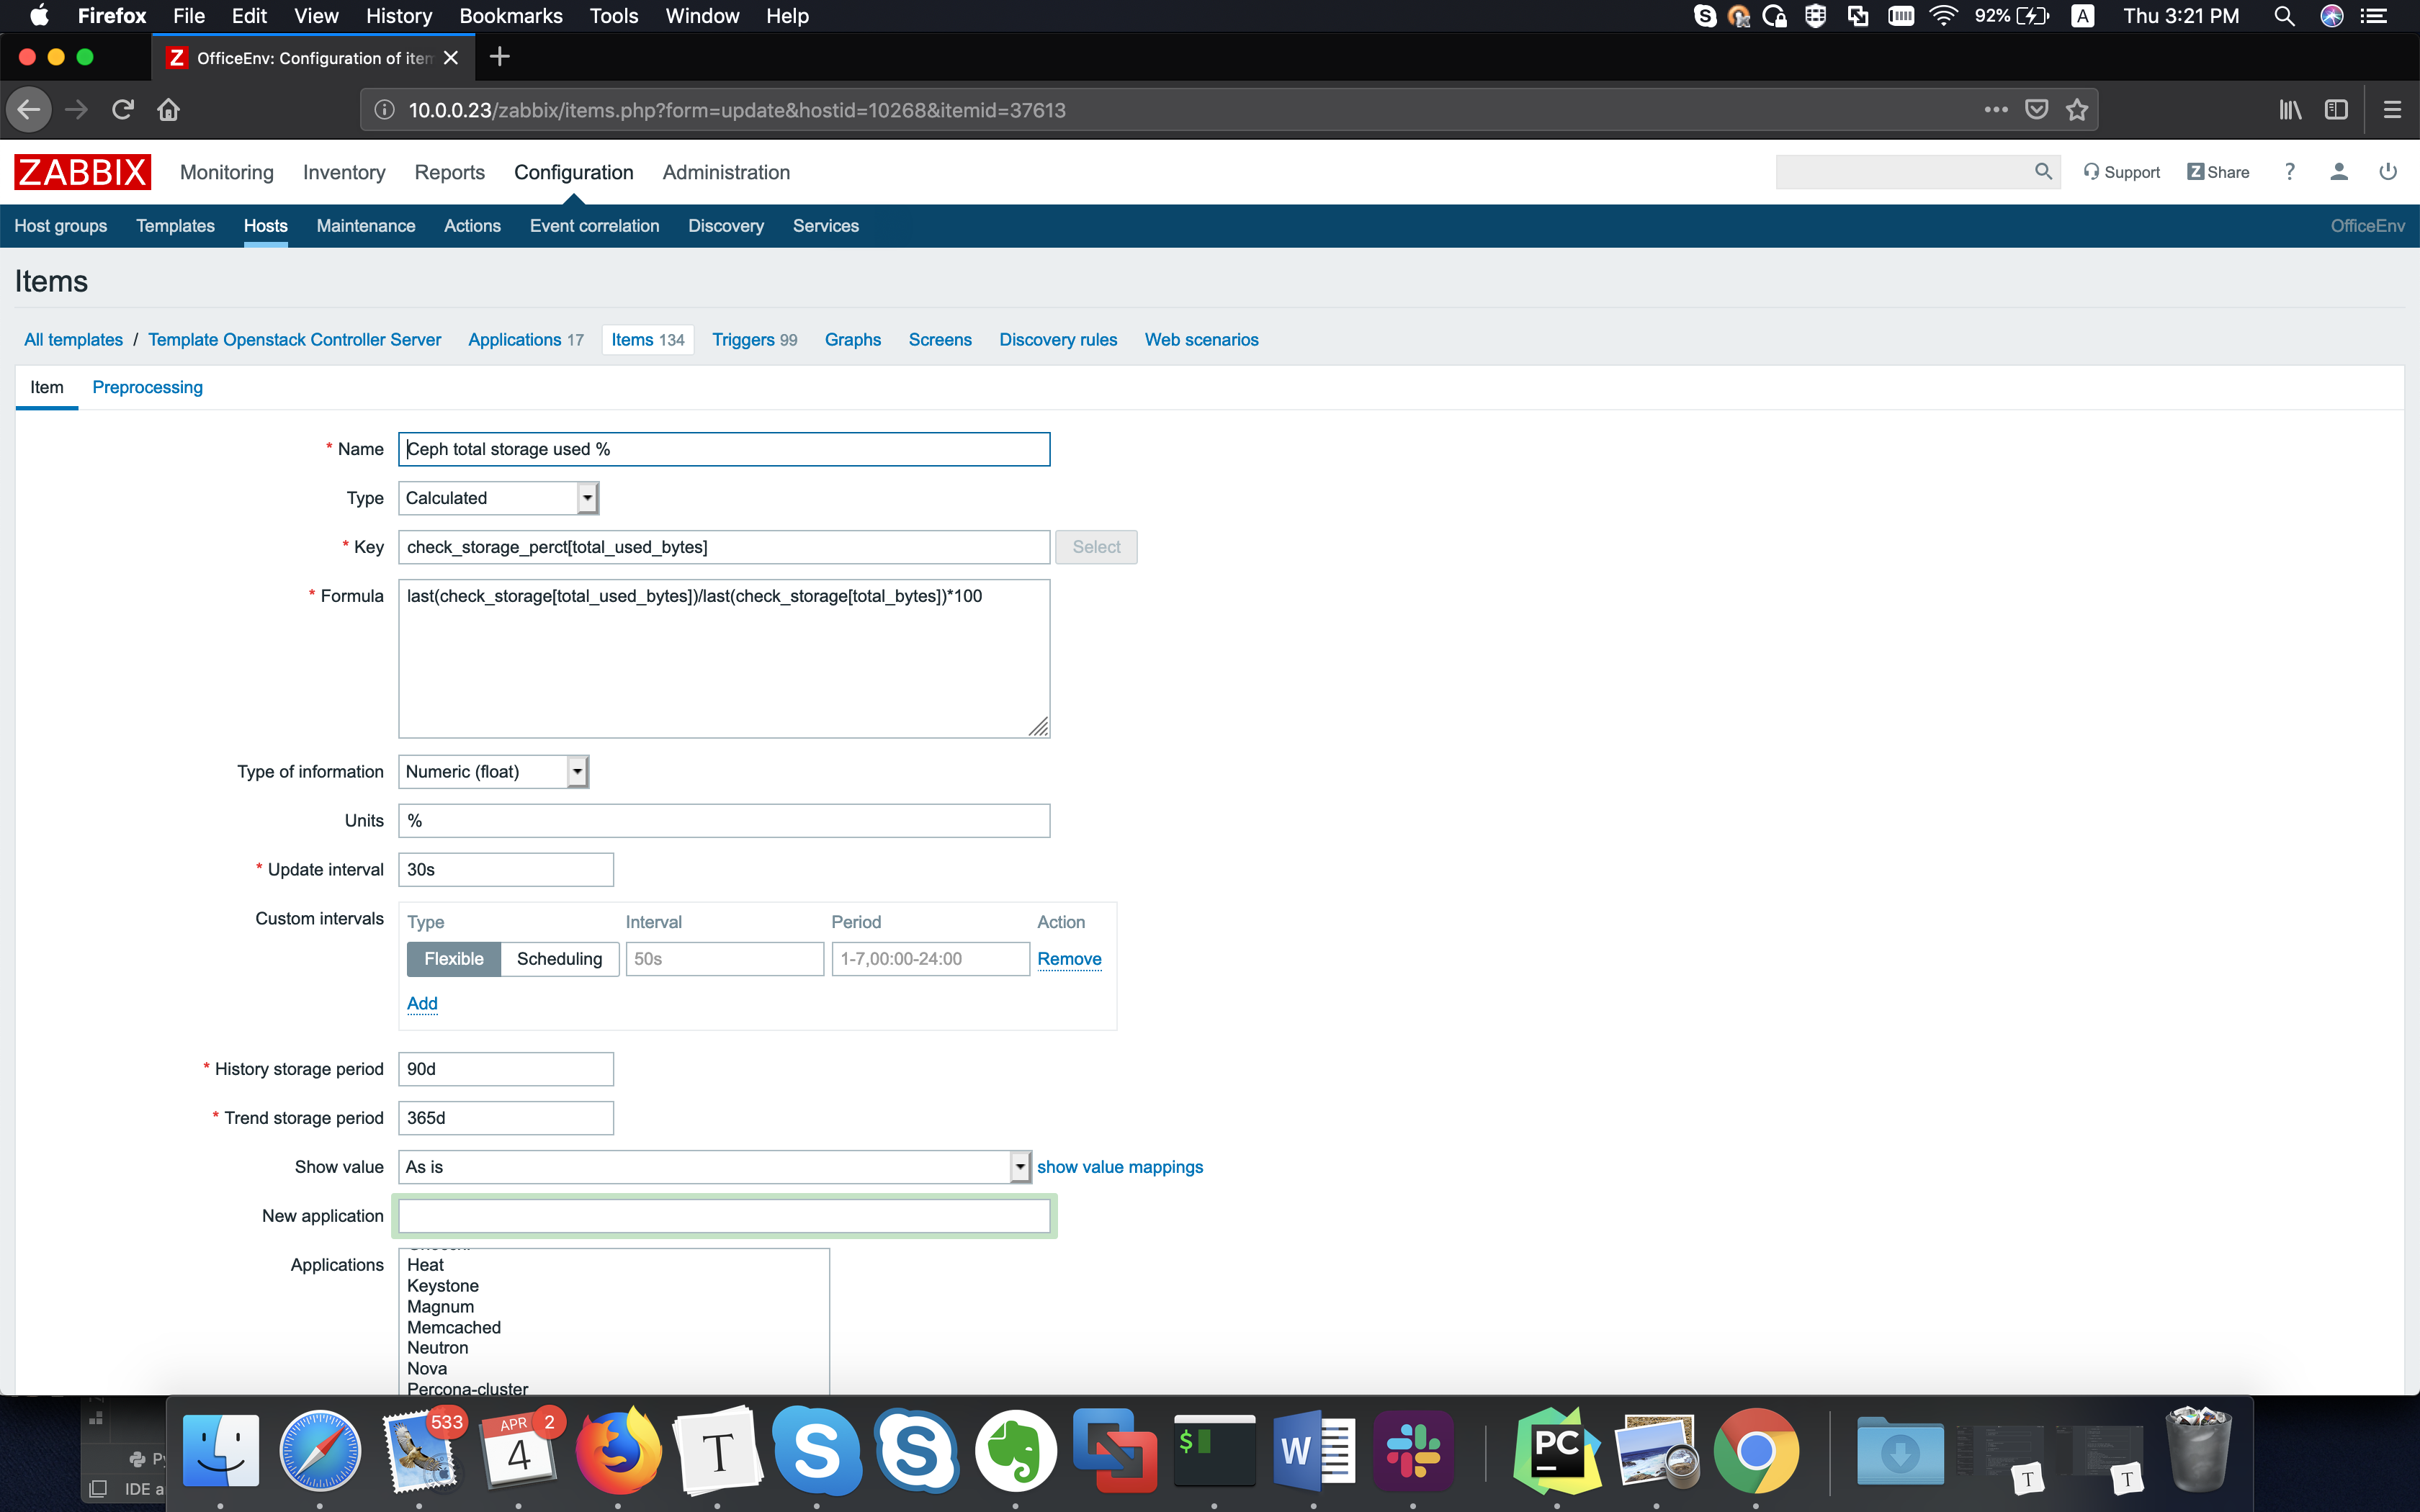 Firefox File Edit View History Bookmarks Tools Window Help 92% A Thu 3:21 PM
Z OfficeEnv: Configuration of item
10.0.0.23/zabbix/items.php?form=update&hostid=10268&itemid=37613
ZABBIX Monitoring Inventory Reports Configuration Administration Support Z Share ?
Host groups Templates Hosts Maintenance Actions Event correlation Discovery Services OfficeEnv
Items
All templates / Template Openstack Controller Server Applications 17 Items 134 Triggers 99 Graphs Screens Discovery rules Web scenarios
Item Preprocessing
* Name Ceph total storage used %
Type Calculated
* Key check_storage_perct[total_used_bytes] Select
* Formula last(check_storage[total_used_bytes])/last(check_storage[total_bytes])*100
Type of information Numeric (float)
Units %
* Update interval 30s
Custom intervals Type Interval Period Action
Flexible Scheduling 50s 1-7,00:00-24:00 Remove
Add
* History storage period 90d
* Trend storage period 365d
Show value As is show value mappings
New application
Applications Heat
Keystone
Magnum
Memcached
Neutron
Nova
Percona-cluster
533 APR 2
4 T S S $ W PC T T
IDE a